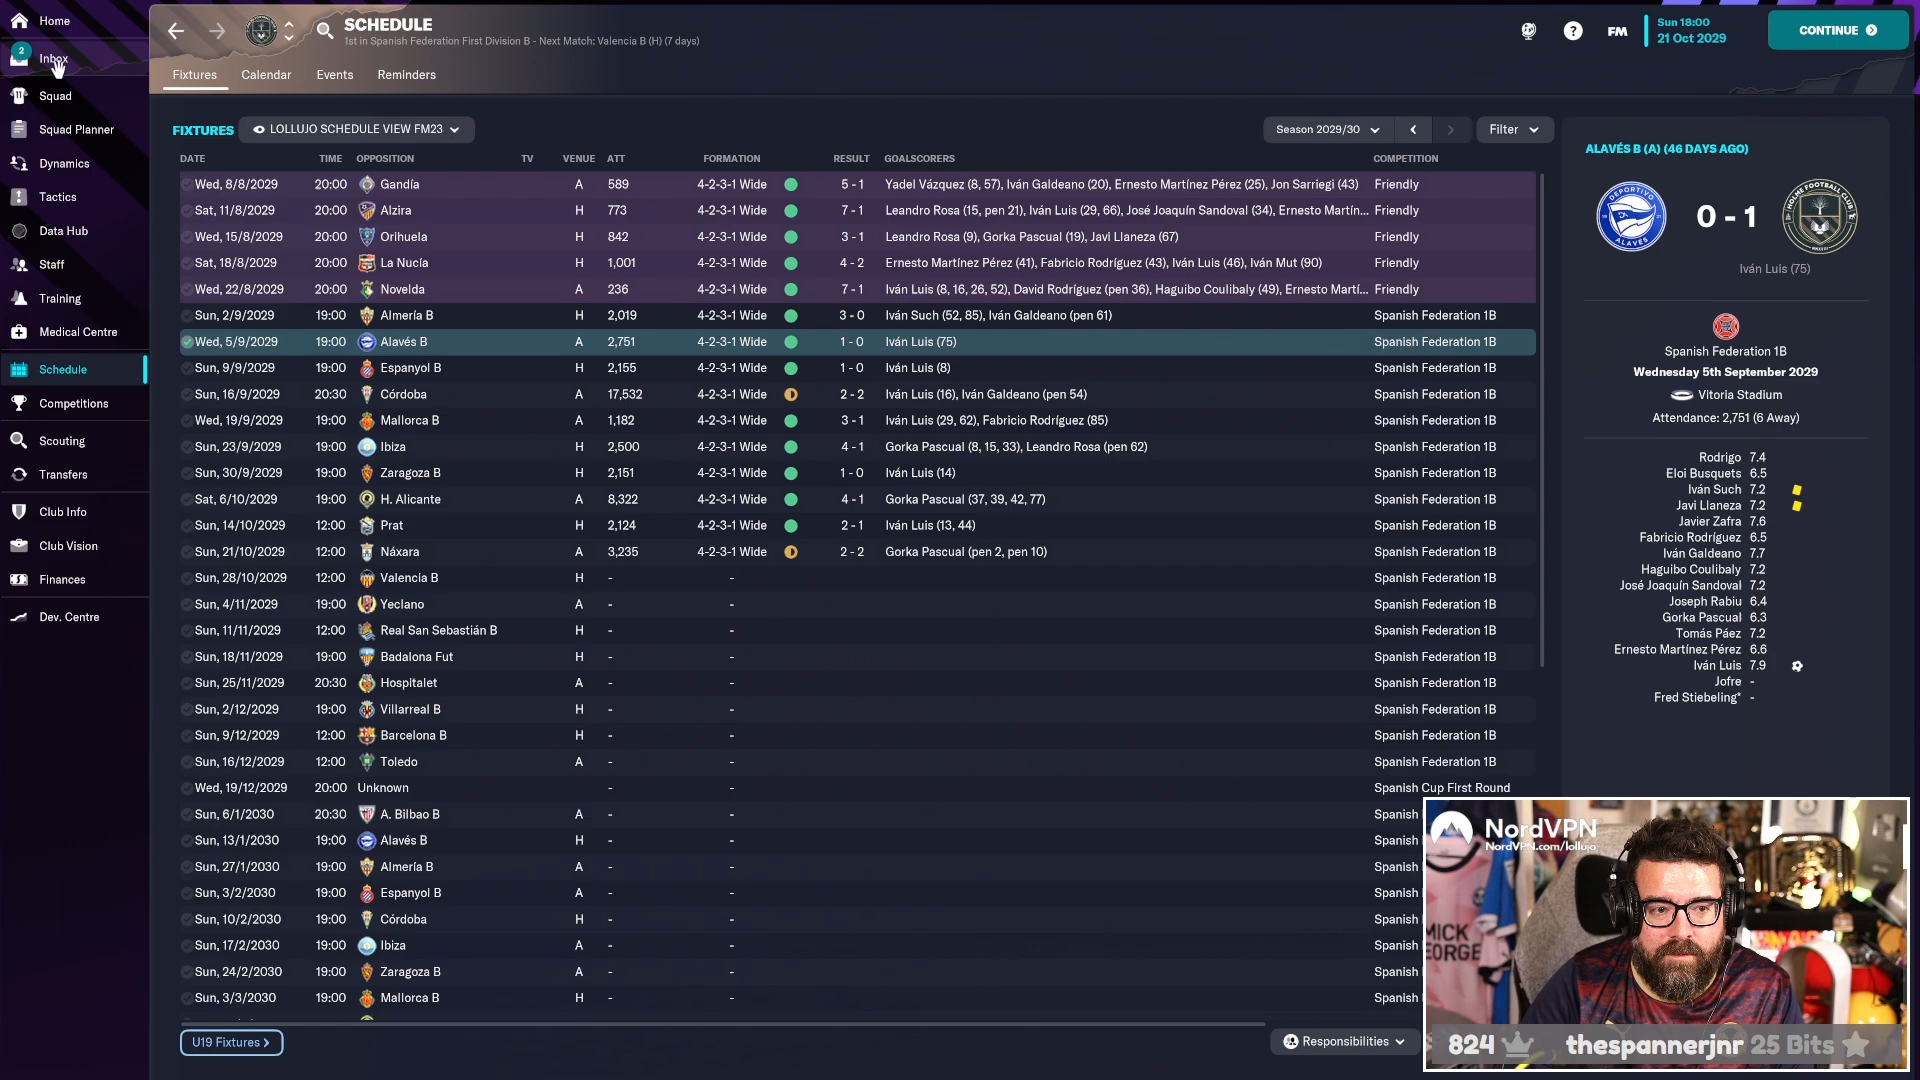 Home
SCHEDULE
1st in Spanish Federation First Division B - Next Match: Valencia B (H) (7 days)
FM
Sun 18:00
21 Oct 2029
CONTINUE
2
Inbox
Fixtures Calendar Events Reminders
Squad
Squad Planner
Dynamics
Tactics
Data Hub
Staff
Training
Medical Centre
Schedule
Competitions
Scouting
Transfers
Club Info
Club Vision
Finances
Dev. Centre
FIXTURES LOLLUJO SCHEDULE VIEW FM23 Season 2029/30 Filter
DATE TIME OPPOSITION TV VENUE ATT FORMATION RESULT GOALSCORERS COMPETITION
Wed, 8/8/2029 20:00 Gandía A 589 4-2-3-1 Wide 5 - 1 Yadel Vázquez (8, 57), Iván Galdeano (20), Ernesto Martínez Pérez (25), Jon Sarriegi (43) Friendly
Sat, 11/8/2029 20:00 Alzira H 773 4-2-3-1 Wide 7 - 1 Leandro Rosa (15, pen 21), Iván Luis (29, 66), José Joaquín Sandoval (34), Ernesto Martín... Friendly
Wed, 15/8/2029 20:00 Orihuela H 842 4-2-3-1 Wide 3 - 1 Leandro Rosa (9), Gorka Pascual (19), Javi Llaneza (67) Friendly
Sat, 18/8/2029 20:00 La Nucía H 1,001 4-2-3-1 Wide 4 - 2 Ernesto Martínez Pérez (41), Fabricio Rodríguez (43), Iván Luis (46), Iván Mut (90) Friendly
Wed, 22/8/2029 20:00 Novelda A 236 4-2-3-1 Wide 7 - 1 Iván Luis (8, 16, 26, 52), David Rodríguez (pen 36), Haguibo Coulibaly (49), Ernesto Martí... Friendly
Sun, 2/9/2029 19:00 Almería B H 2,019 4-2-3-1 Wide 3 - 0 Iván Such (52, 85), Iván Galdeano (pen 61) Spanish Federation 1B
Wed, 5/9/2029 19:00 Alavés B A 2,751 4-2-3-1 Wide 1 - 0 Iván Luis (75) Spanish Federation 1B
Sun, 9/9/2029 19:00 Espanyol B H 2,155 4-2-3-1 Wide 1 - 0 Iván Luis (8) Spanish Federation 1B
Sun, 16/9/2029 20:30 Córdoba A 17,532 4-2-3-1 Wide 2 - 2 Iván Luis (16), Iván Galdeano (pen 54) Spanish Federation 1B
Wed, 19/9/2029 19:00 Mallorca B A 1,182 4-2-3-1 Wide 3 - 1 Iván Luis (29, 62), Fabricio Rodríguez (85) Spanish Federation 1B
Sun, 23/9/2029 19:00 Ibiza H 2,500 4-2-3-1 Wide 4 - 1 Gorka Pascual (8, 15, 33), Leandro Rosa (pen 62) Spanish Federation 1B
Sun, 30/9/2029 19:00 Zaragoza B H 2,151 4-2-3-1 Wide 1 - 0 Iván Luis (14) Spanish Federation 1B
Sat, 6/10/2029 19:00 H. Alicante A 8,322 4-2-3-1 Wide 4 - 1 Gorka Pascual (37, 39, 42, 77) Spanish Federation 1B
Sun, 14/10/2029 12:00 Prat H 2,124 4-2-3-1 Wide 2 - 1 Iván Luis (13, 44) Spanish Federation 1B
Sun, 21/10/2029 12:00 Náxara A 3,235 4-2-3-1 Wide 2 - 2 Gorka Pascual (pen 2, pen 10) Spanish Federation 1B
Sun, 28/10/2029 12:00 Valencia B H - - Spanish Federation 1B
Sun, 4/11/2029 19:00 Yeclano A - - Spanish Federation 1B
Sun, 11/11/2029 12:00 Real San Sebastián B H - - Spanish Federation 1B
Sun, 18/11/2029 19:00 Badalona Fut H - - Spanish Federation 1B
Sun, 25/11/2029 20:30 Hospitalet A - - Spanish Federation 1B
Sun, 2/12/2029 19:00 Villarreal B H - - Spanish Federation 1B
Sun, 9/12/2029 12:00 Barcelona B H - - Spanish Federation 1B
Sun, 16/12/2029 12:00 Toledo A - - Spanish Federation 1B
Wed, 19/12/2029 20:00 Unknown - - Spanish Cup First Round
Sun, 6/1/2030 20:30 A. Bilbao B A - - Spanish
Sun, 13/1/2030 19:00 Alavés B H - - Spanish
Sun, 27/1/2030 19:00 Almería B A - - Spanish
Sun, 3/2/2030 19:00 Espanyol B A - - Spanish
Sun, 10/2/2030 19:00 Córdoba H - - Spanish
Sun, 17/2/2030 19:00 Ibiza A - - Spanish
Sun, 24/2/2030 19:00 Zaragoza B A - - Spanish
Sun, 3/3/2030 19:00 Mallorca B H - - Spanish
U19 Fixtures
Responsibilities
ALAVÉS B (A) (46 DAYS AGO)
DEPORTIVO
ALAVÉS
HOLME FOOTBALL CLUB
0 - 1
Iván Luis (75)
Spanish Federation 1B
Wednesday 5th September 2029
Vitoria Stadium
Attendance: 2,751 (6 Away)
Rodrigo 7.4
Eloi Busquets 6.5
Iván Such 7.2
Javi Llaneza 7.2
Javier Zafra 7.6
Fabricio Rodríguez 6.5
Iván Galdeano 7.7
Haguibo Coulibaly 7.2
José Joaquín Sandoval 7.2
Joseph Rabiu 6.4
Gorka Pascual 6.3
Tomás Páez 7.2
Ernesto Martínez Pérez 6.6
Iván Luis 7.9
Jofre -
Fred Stiebeling* -
NordVPN
NordVPN.com/lollujo
MICK
GEORGE
824 thespannerjnr 25 Bits